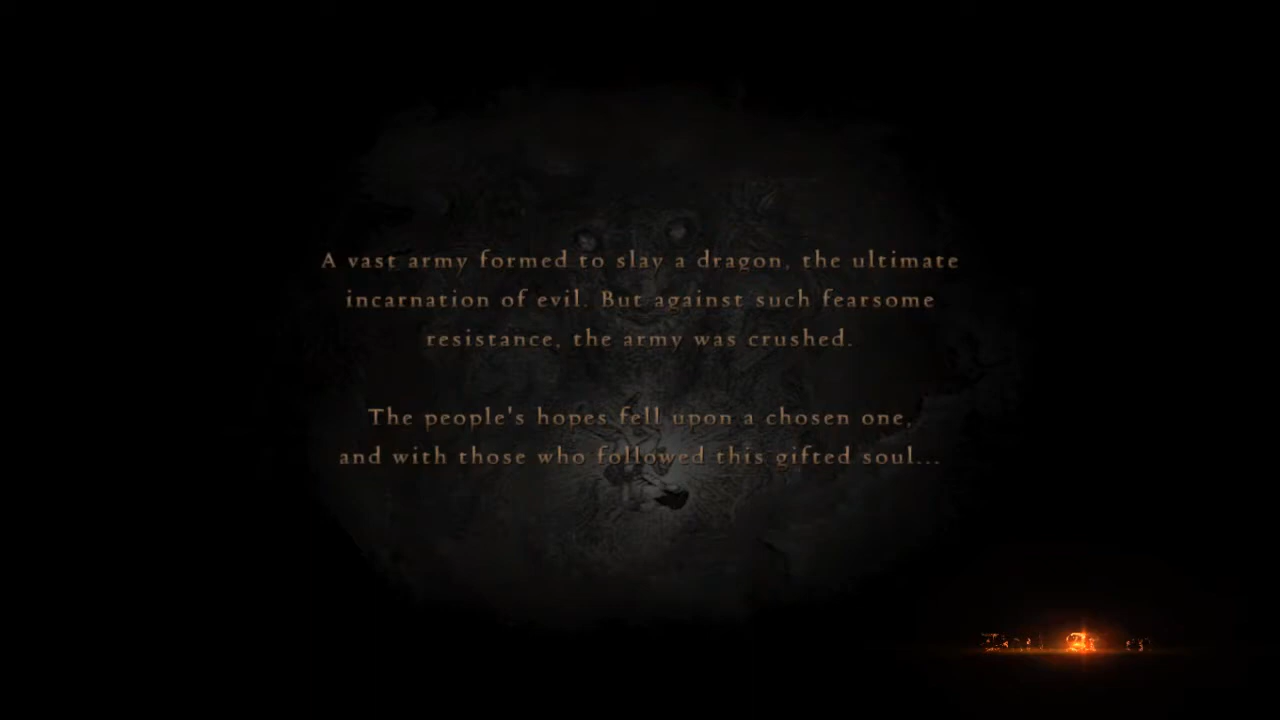 A vast army formed to slay a dragon, the ultimate
incarnation of evil. But against such fearsome
resistance, the army was crushed.
The people's hopes fell upon a chosen one,
and with those who followed this gifted soul...